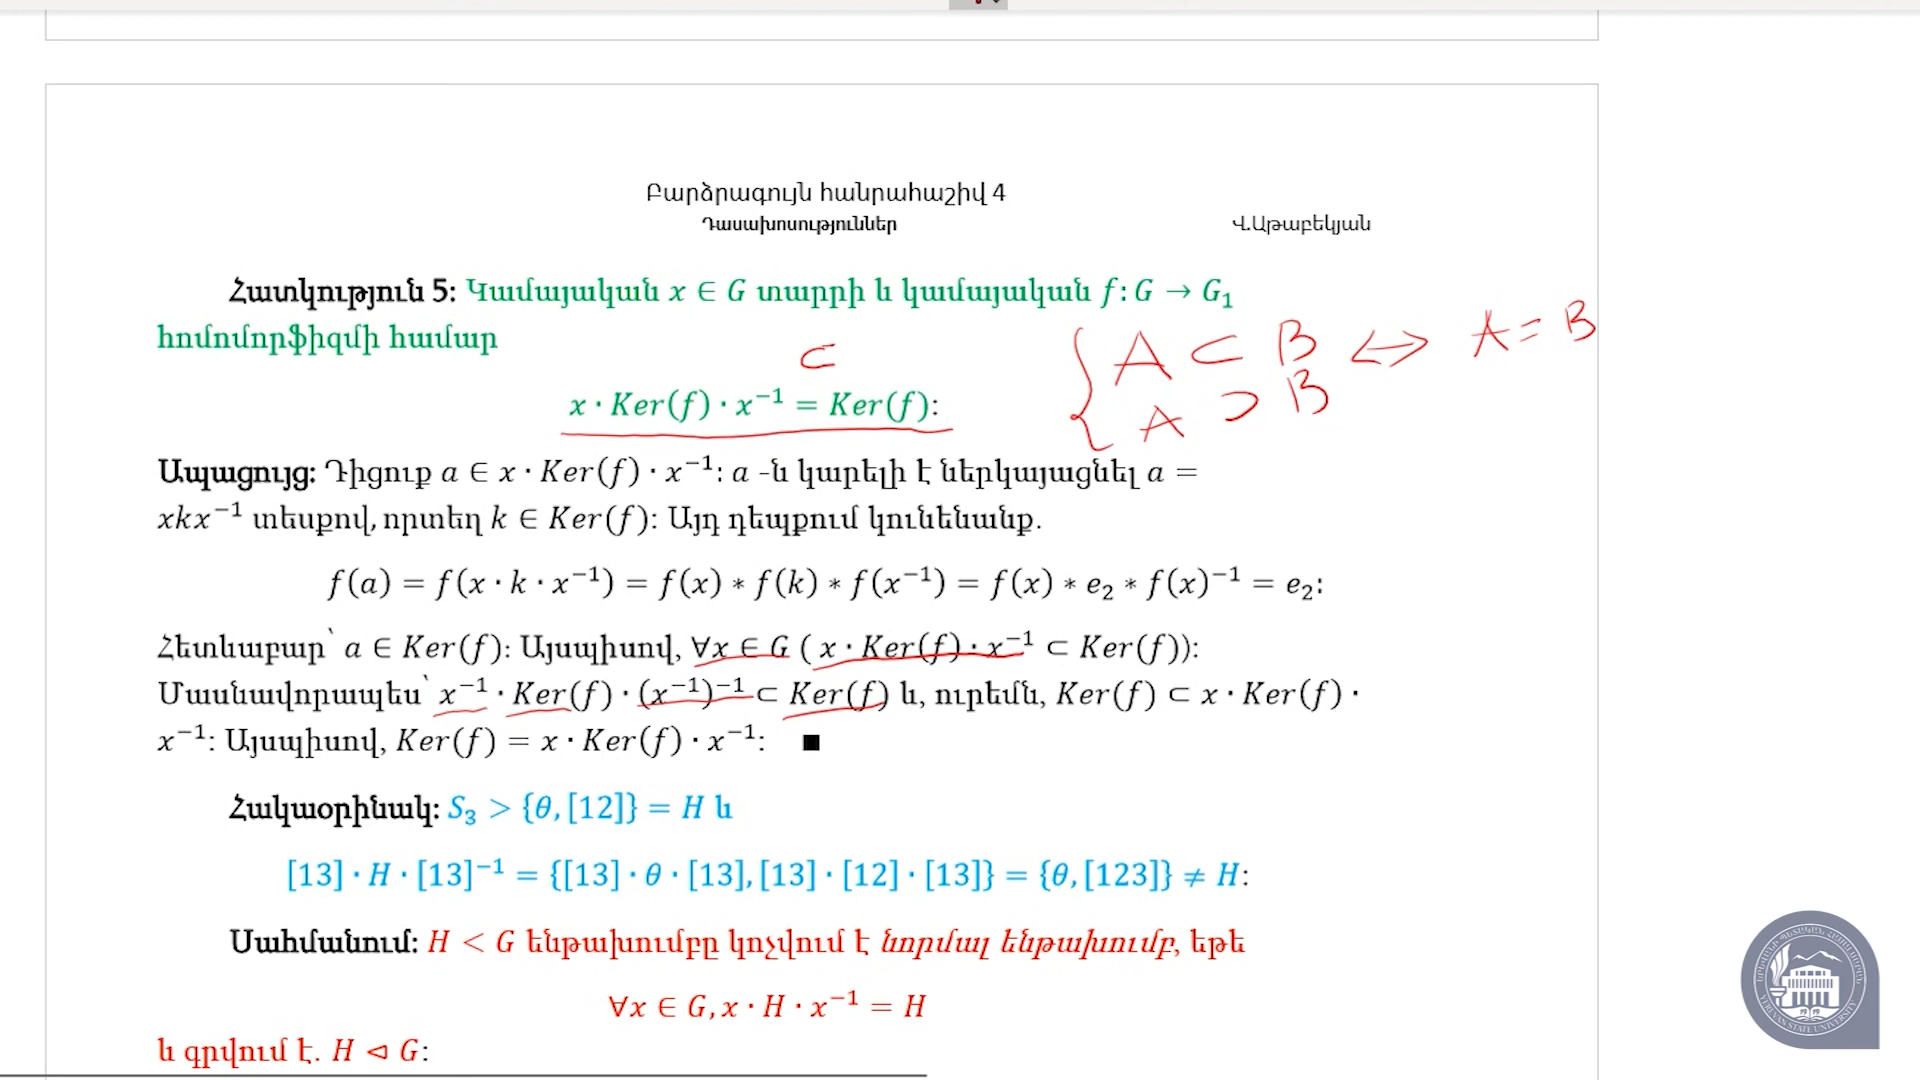 Բարձրագույն հանրահաշիվ 4
Դասախոսություններ Վ.Աթաբեկյան
Հատկություն 5: Կամայական x ∈ G տարրի և կամայական f: G → G₁
հոմոմորֆիզմի համար
⊂
{ A ⊂ B ⟺ A = B
A ⊃ B
x · Ker(f) · x⁻¹ = Ker(f):
Ապացույց: Դիցուք a ∈ x · Ker(f) · x⁻¹: a -ն կարելի է ներկայացնել a =
xkx⁻¹ տեսքով, որտեղ k ∈ Ker(f): Այդ դեպքում կունենանք.
f(a) = f(x · k · x⁻¹) = f(x) ∗ f(k) ∗ f(x⁻¹) = f(x) ∗ e₂ ∗ f(x)⁻¹ = e₂:
Հետևաբար՝ a ∈ Ker(f): Այսպիսով, ∀x ∈ G ( x · Ker(f) · x⁻¹ ⊂ Ker(f)):
Մասնավորապես՝ x⁻¹ · Ker(f) · (x⁻¹)⁻¹ ⊂ Ker(f) և, ուրեմն, Ker(f) ⊂ x · Ker(f) ·
x⁻¹: Այսպիսով, Ker(f) = x · Ker(f) · x⁻¹: ■
Հակաօրինակ: S₃ > {θ, [12]} = H և
[13] · H · [13]⁻¹ = {[13] · θ · [13], [13] · [12] · [13]} = {θ, [123]} ≠ H:
Սահմանում: H < G ենթախումբը կոչվում է նորմալ ենթախումբ, եթե
∀x ∈ G, x · H · x⁻¹ = H
և գրվում է. H ⊲ G: